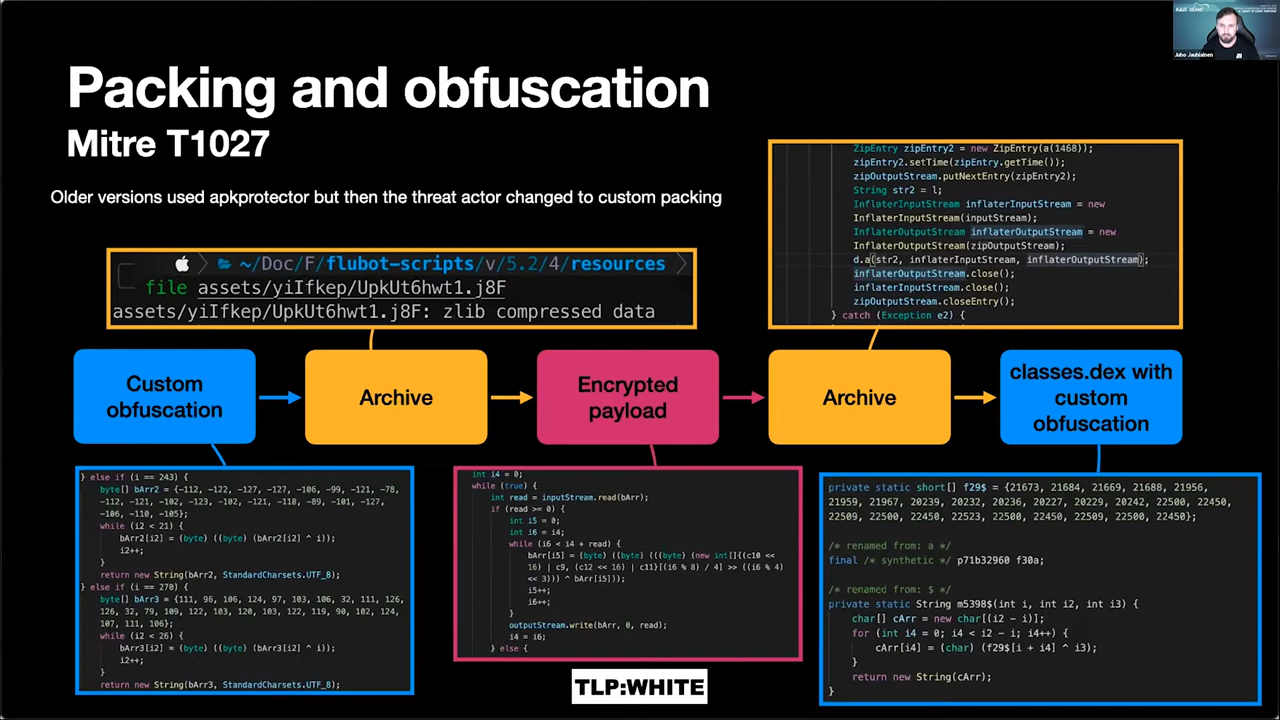 Juho Jauhiainen
Packing and obfuscation
Mitre T1027
Older versions used apkprotector but then the threat actor changed to custom packing
~/Doc/F/flubot-scripts/v/5.2/4/resources
file assets/yiIfkep/UpkUt6hwt1.j8F
assets/yiIfkep/UpkUt6hwt1.j8F: zlib compressed data
ZipEntry zipEntry2 = new ZipEntry(a(1468));
zipEntry2.setTime(zipEntry.getTime());
zipOutputStream.putNextEntry(zipEntry2);
String str2 = l;
InflaterInputStream inflaterInputStream = new
InflaterInputStream(inputStream);
InflaterOutputStream inflaterOutputStream = new
InflaterOutputStream(zipOutputStream);
d.a(str2, inflaterInputStream, inflaterOutputStream);
inflaterOutputStream.close();
inflaterInputStream.close();
zipOutputStream.closeEntry();
} catch (Exception e2) {
Custom
obfuscation
Archive
Encrypted
payload
Archive
classes.dex with
custom
obfuscation
} else if (i == 243) {
byte[] bArr2 = {-112, -122, -127, -127, -106, -99, -121, -78,
-112, -121, -102, -123, -102, -121, -118, -89, -101, -127,
-106, -110, -105};
while (i2 < 21) {
bArr2[i2] = (byte) ((byte) (bArr2[i2] ^ i));
i2++;
}
return new String(bArr2, StandardCharsets.UTF_8);
} else if (i == 270) {
byte[] bArr3 = {111, 96, 106, 124, 97, 103, 106, 32, 111, 126,
126, 32, 79, 109, 122, 103, 120, 103, 122, 119, 90, 102, 124,
107, 111, 106};
while (i2 < 26) {
bArr3[i2] = (byte) ((byte) (bArr3[i2] ^ i));
i2++;
}
return new String(bArr3, StandardCharsets.UTF_8);
int i4 = 0;
while (true) {
int read = inputStream.read(bArr);
if (read >= 0) {
int i5 = 0;
int i6 = i4;
while (i6 < i4 + read) {
bArr[i5] = (byte) ((byte) (((byte) (new int[]{(c10 <<
16) | c9, (c12 << 16) | c11}[(i6 % 8) / 4] >> ((i6 % 4)
<< 3))) ^ bArr[i5]));
i5++;
i6++;
}
outputStream.write(bArr, 0, read);
i4 = i6;
} else {
private static short[] f29$ = {21673, 21684, 21669, 21688, 21956,
21959, 21967, 20239, 20232, 20236, 20227, 20229, 20242, 22500, 22450,
22509, 22500, 22450, 22523, 22500, 22450, 22509, 22500, 22450};
/* renamed from: a */
final /* synthetic */ p71b32960 f30a;
/* renamed from: $ */
private static String m5398$(int i, int i2, int i3) {
char[] cArr = new char[(i2 - i)];
for (int i4 = 0; i4 < i2 - i; i4++) {
cArr[i4] = (char) (f29$[i + i4] ^ i3);
}
return new String(cArr);
}
TLP:WHITE